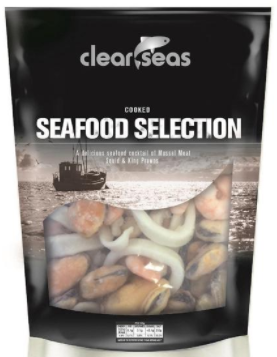 clear seas
COOKED
SEAFOOD SELECTION
A delicious seafood cocktail of Mussel Meat
Squid & King Prawns